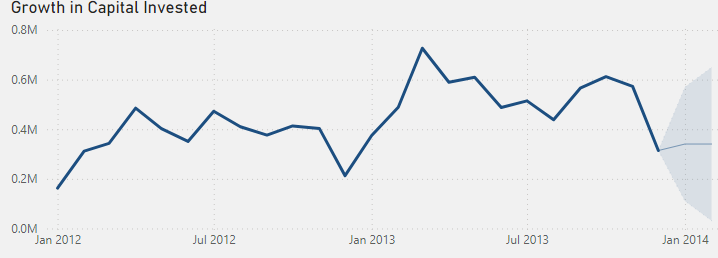 Growth in Capital Invested
0.8M
0.6M
0.4M
0.2M
0.0M
Jan 2012 Jul 2012 Jan 2013 Jul 2013 Jan 2014